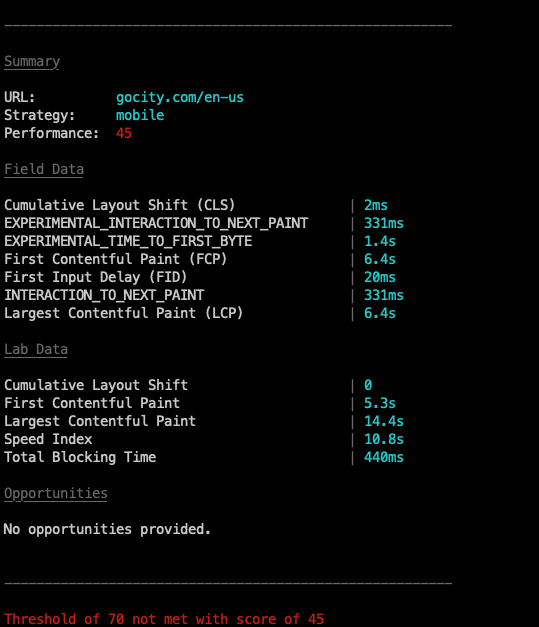 Summary
URL: gocity.com/en-us
Strategy: mobile
Performance: 45
Field Data
Cumulative Layout Shift (CLS) | 2ms
EXPERIMENTAL_INTERACTION_TO_NEXT_PAINT | 331ms
EXPERIMENTAL_TIME_TO_FIRST_BYTE | 1.4s
First Contentful Paint (FCP) | 6.4s
First Input Delay (FID) | 20ms
INTERACTION_TO_NEXT_PAINT | 331ms
Largest Contentful Paint (LCP) | 6.4s
Lab Data
Cumulative Layout Shift | 0
First Contentful Paint | 5.3s
Largest Contentful Paint | 14.4s
Speed Index | 10.8s
Total Blocking Time | 440ms
Opportunities
No opportunities provided.
Threshold of 70 not met with score of 45